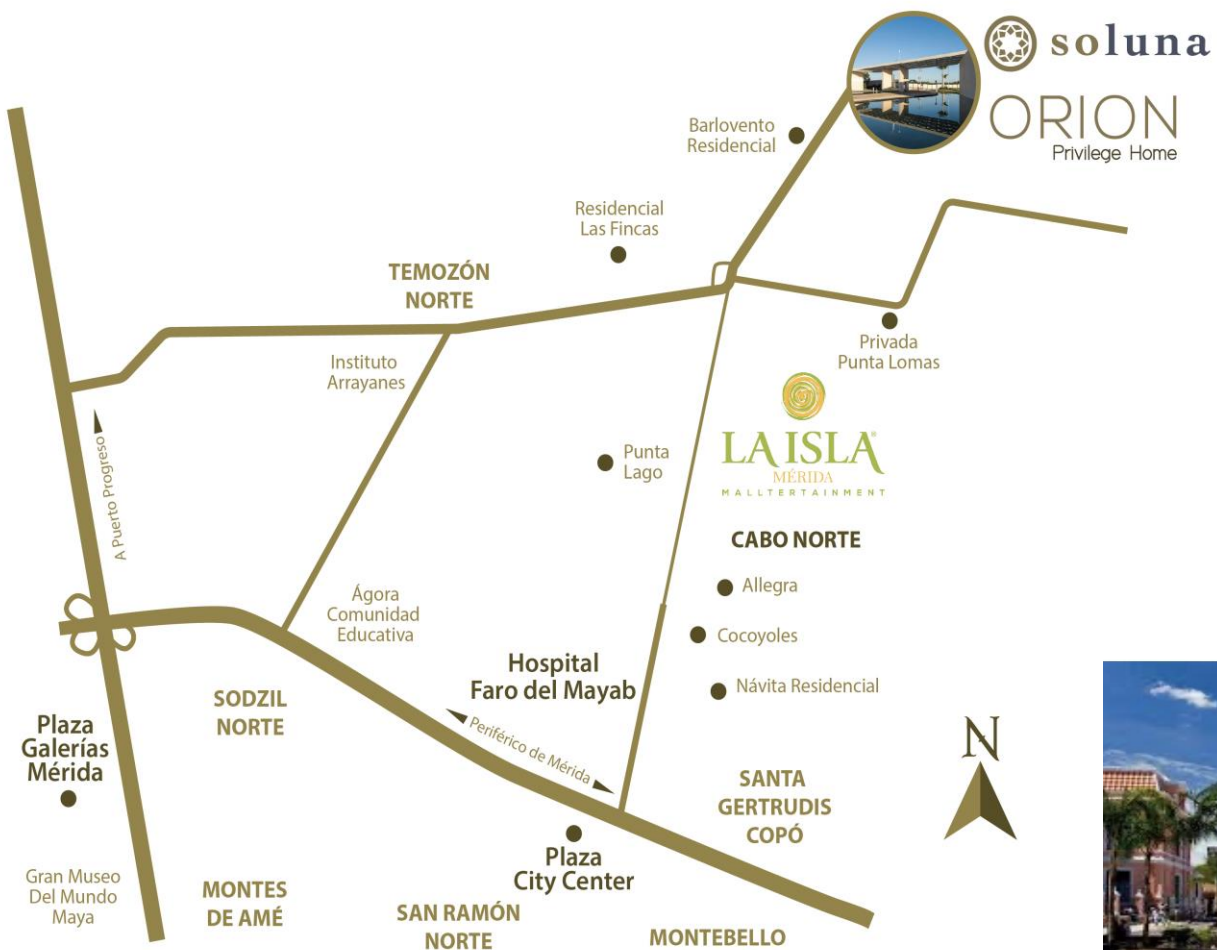 soluna
ORION
Privilege Home
Barlovento
Residencial
Residencial
Las Fincas
TEMOZÓN
NORTE
Instituto
Arrayanes
Privada
Punta Lomas
A Puerto Progreso
Punta
Lago
LA ISLA®
MÉRIDA
MALLTERTAINMENT
CABO NORTE
Allegra
Ágora
Comunidad
Educativa
Cocoyoles
Hospital
Faro del Mayab
Návita Residencial
SODZIL
NORTE
Periférico de Mérida
Plaza
Galerías
Mérida
N
SANTA
GERTRUDIS
COPÓ
Plaza
City Center
Gran Museo
Del Mundo
Maya
MONTES
DE AMÉ
SAN RAMÓN
NORTE
MONTEBELLO